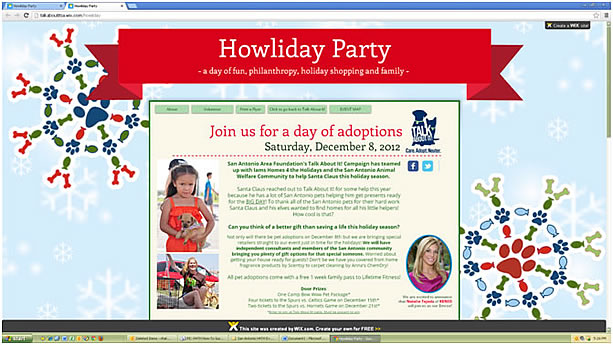 Howliday Party
Howliday Party
talkaboutitsa.wix.com/howliday
Create a WIX site!
Howliday Party
- a day of fun, philanthropy, holiday shopping and family -
About
Volunteer
Print a Flyer
Click to go back to Talk About It!
EVENT MAP
Join us for a day of adoptions
Saturday, December 8, 2012
TALK ABOUT IT!
Care. Adopt. Neuter.
San Antonio Area Foundation's Talk About It! Campaign has teamed
up with Iams Homes 4 the Holidays and the San Antonio Animal
Welfare Community to help Santa Claus this holiday season.
Santa Claus reached out to Talk About It! for some help this year
because he has a lot of San Antonio pets helping him get presents ready
for the BIG DAY! To thank all of the San Antonio pets for their hard work
Santa Claus and his elves wanted to find homes for all his little helpers!
How cool is that?
Can you think of a better gift than saving a life this holiday season?
Not only will there be pet adoptions on December 8th but we are bringing special
retailers straight to our event just in time for the holidays! We will have
independent consultants and members of the San Antonio community
bringing you plenty of gift options for that special someone. Worried about
getting your house ready for guests? Don't be we have you covered from home
fragrance products by Scentsy to carpet cleaning by Anna's ChemDry!
All pet adoptions come with a free 1 week family pass to Lifetime Fitness!
Door Prizes
One Camp Bow Wow Pet Package*
Four tickets to the Spurs vs. Celtics Game on December 15th!*
Two tickets to the Spurs vs.
We are excited to announce
that Natalie Tejeda of KENS5
will join us as our Emcee!
This site was created by WIX.com. Create your own for FREE >>
start
5:26 PM